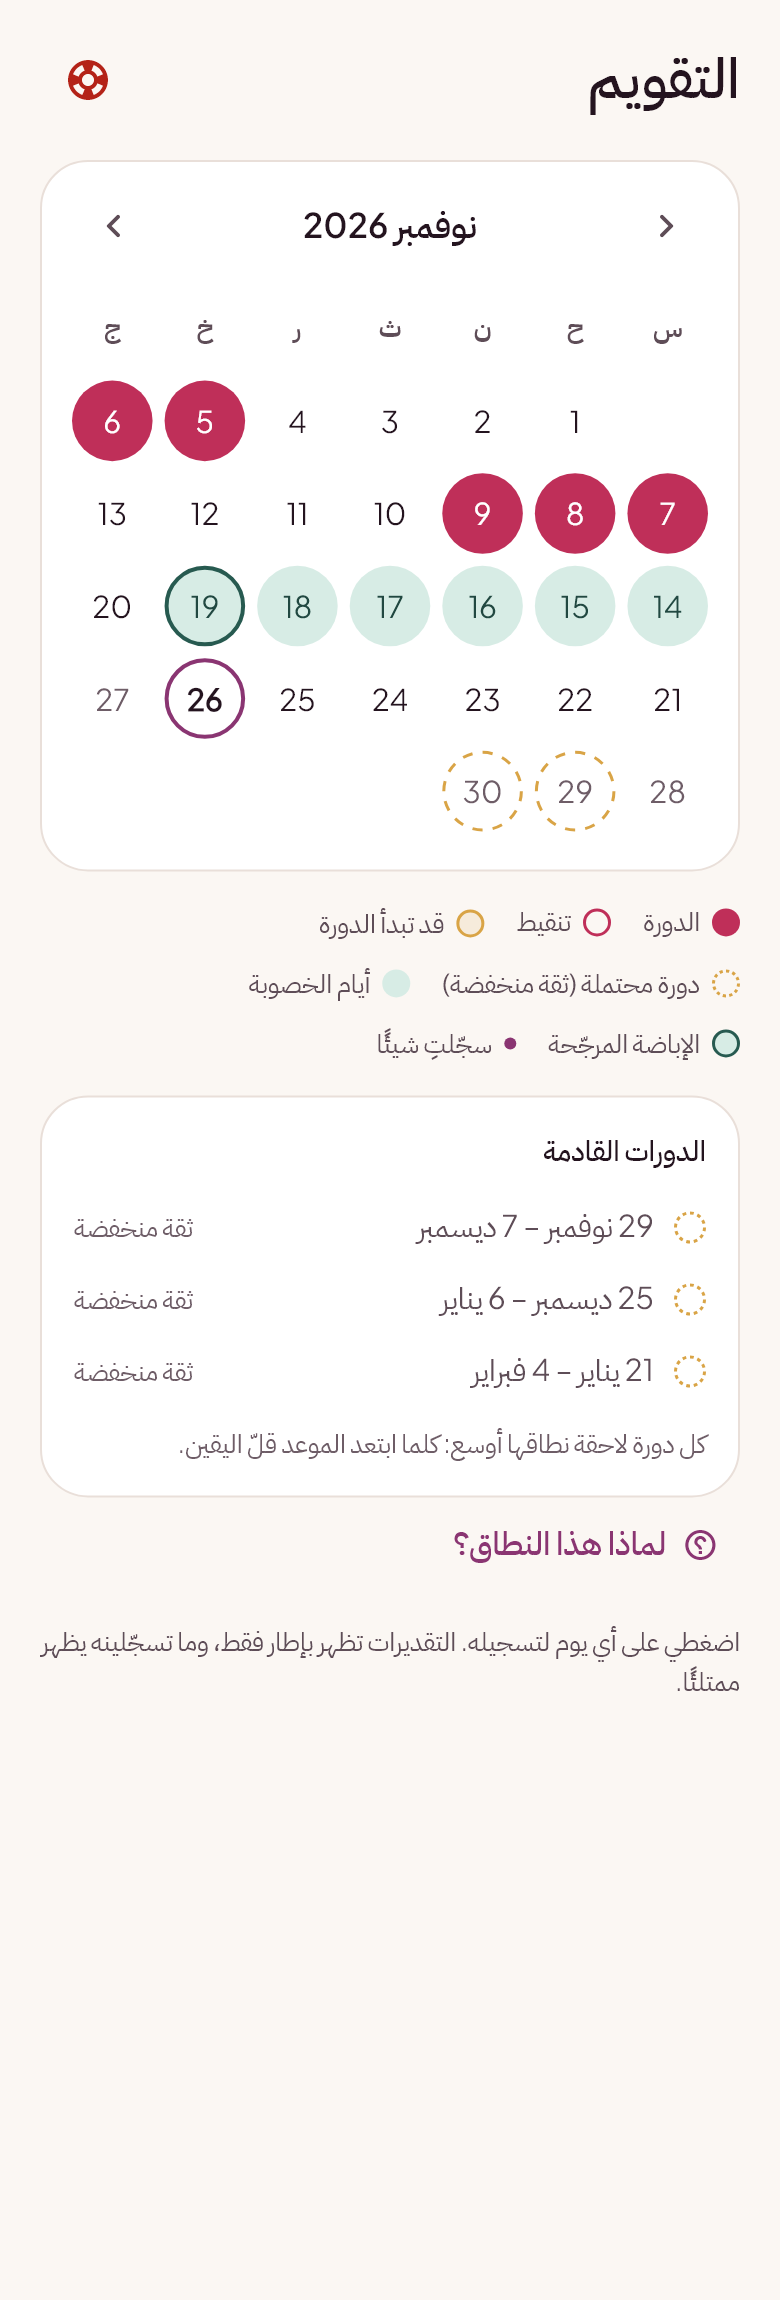 التقويم
نوفمبر 2026
س ح ن ث ر خ ج
1 2 3 4 5 6
7 8 9 10 11 12 13
14 15 16 17 18 19 20
21 22 23 24 25 26 27
28 29 30
الدورة تنقيط قد تبدأ الدورة
دورة محتملة (ثقة منخفضة) أيام الخصوبة
الإباضة المرجّحة سجّلتِ شيئًا
الدورات القادمة
29 نوفمبر – 7 ديسمبر ثقة منخفضة
25 ديسمبر – 6 يناير ثقة منخفضة
21 يناير – 4 فبراير ثقة منخفضة
كل دورة لاحقة نطاقها أوسع: كلما ابتعد الموعد قلّ اليقين.
لماذا هذا النطاق؟
اضغطي على أي يوم لتسجيله. التقديرات تظهر بإطار فقط، وما تسجّلينه يظهر
ممتلئًا.